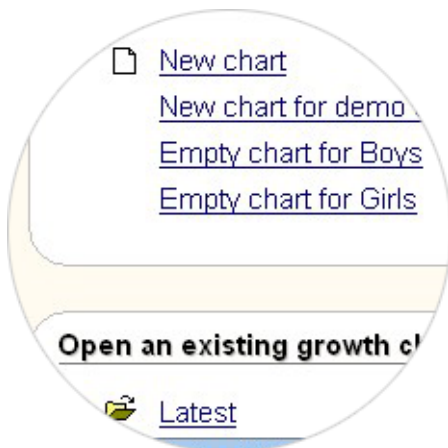 New chart
New chart for demo
Empty chart for Boys
Empty chart for Girls
Open an existing growth
Latest